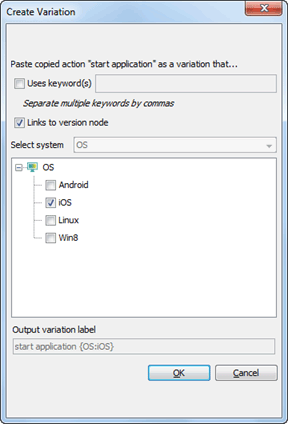 Create Variation
Paste copied action "start application" as a variation that...
Uses keyword(s)
Separate multiple keywords by commas
Links to version node
Select system OS
OS
Android
iOS
Linux
Win8
Output variation label
start application {OS:iOS}
OK Cancel